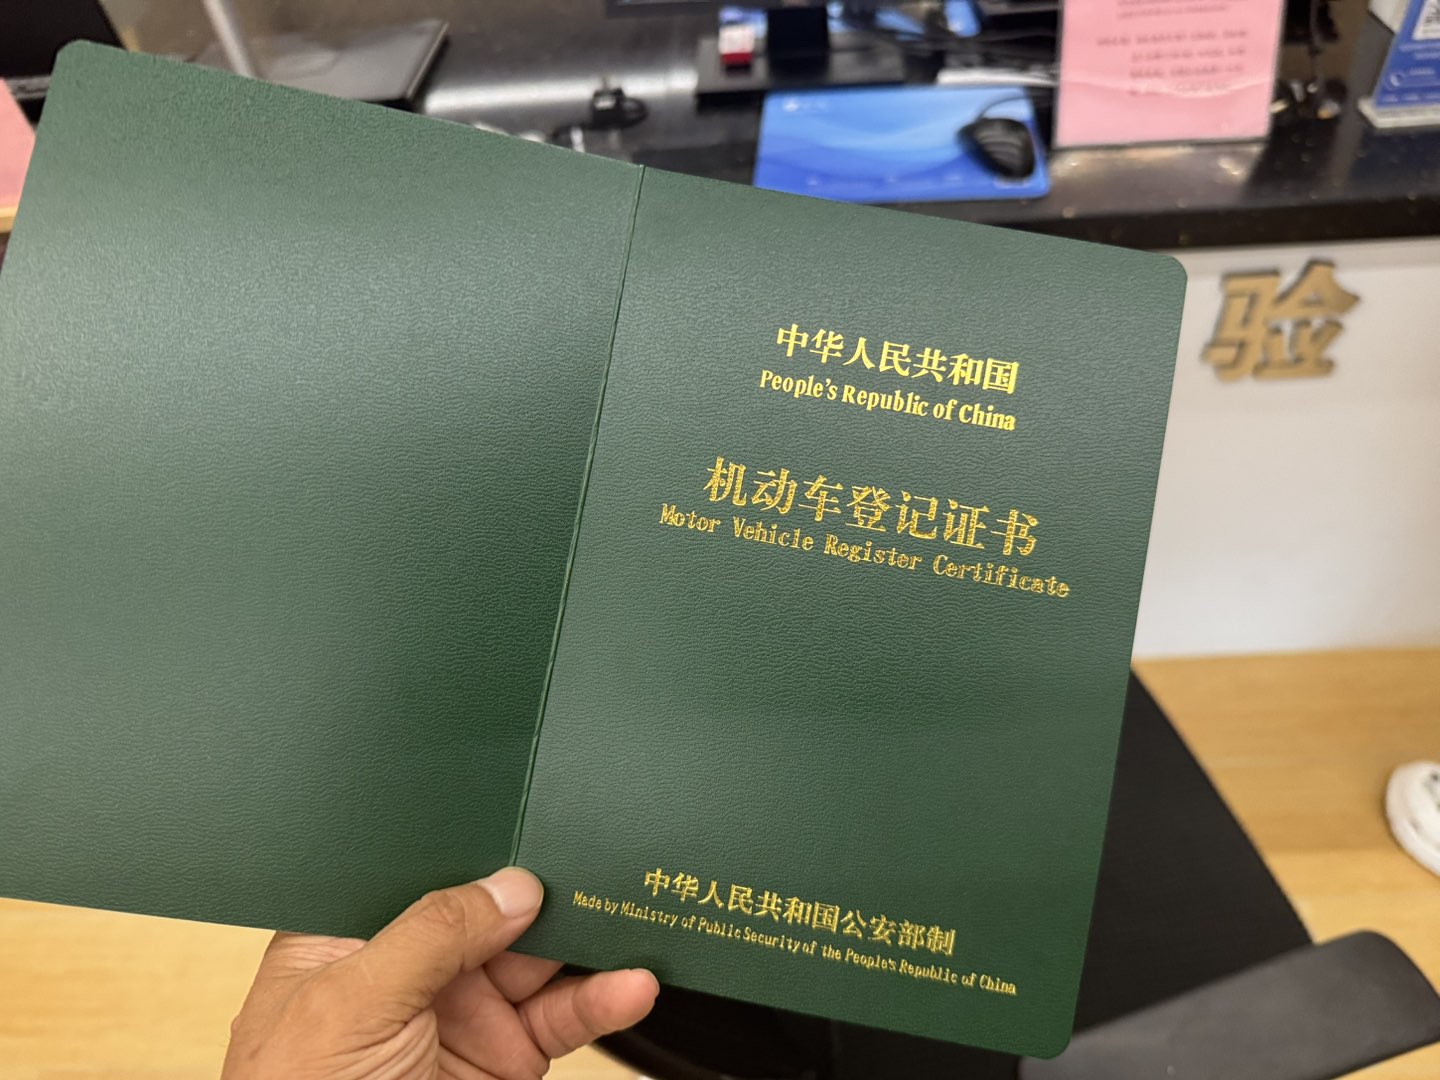 中华人民共和国
People's Republic of China
机动车登记证书
Motor Vehicle Register Certificate
中华人民共和国公安部制
Made by Ministry of Public Security of the People's Republic of China
验